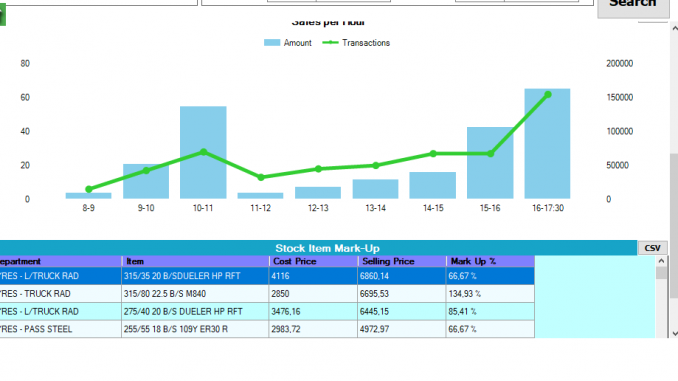 Search
Sales per Hour
Amount Transactions
80 200000
60 150000
40 100000
20 50000
0 0
8-9 9-10 10-11 11-12 12-13 13-14 14-15 15-16 16-17:30
Stock Item Mark-Up CSV
epartment Item Cost Price Selling Price Mark Up %
YRES - L/TRUCK RAD 315/35 20 B/SDUELER HP RFT 4116 6860,14 66,67 %
YRES - TRUCK RAD 315/80 22.5 B/S M840 2850 6695,53 134,93 %
YRES - L/TRUCK RAD 275/40 20 B/S DUELER HP RFT 3476,16 6445,15 85,41 %
YRES - PASS STEEL 255/55 18 B/S 109Y ER30 R 2983,72 4972,97 66,67 %